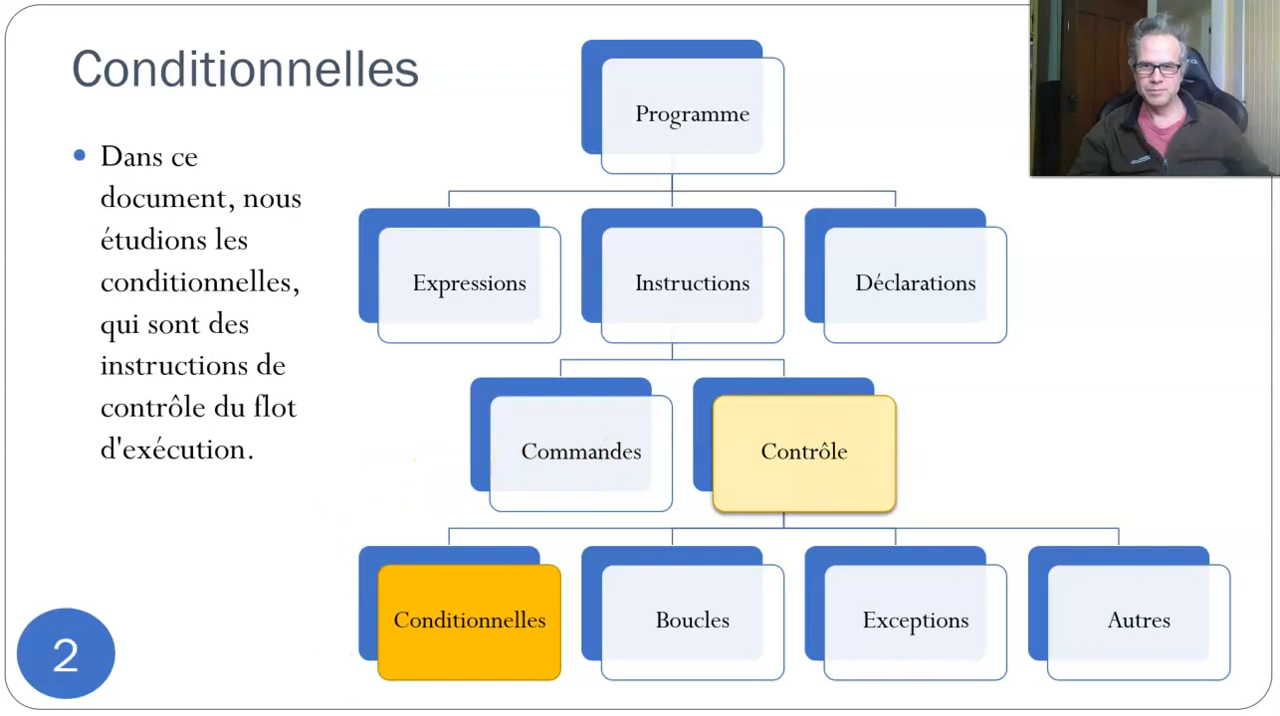 Conditionnelles
Dans ce
document, nous
étudions les
conditionnelles,
qui sont des
instructions de
contrôle du flot
d'exécution.
Programme
Expressions
Instructions
Déclarations
Commandes
Contrôle
Conditionnelles
Boucles
Exceptions
Autres
2